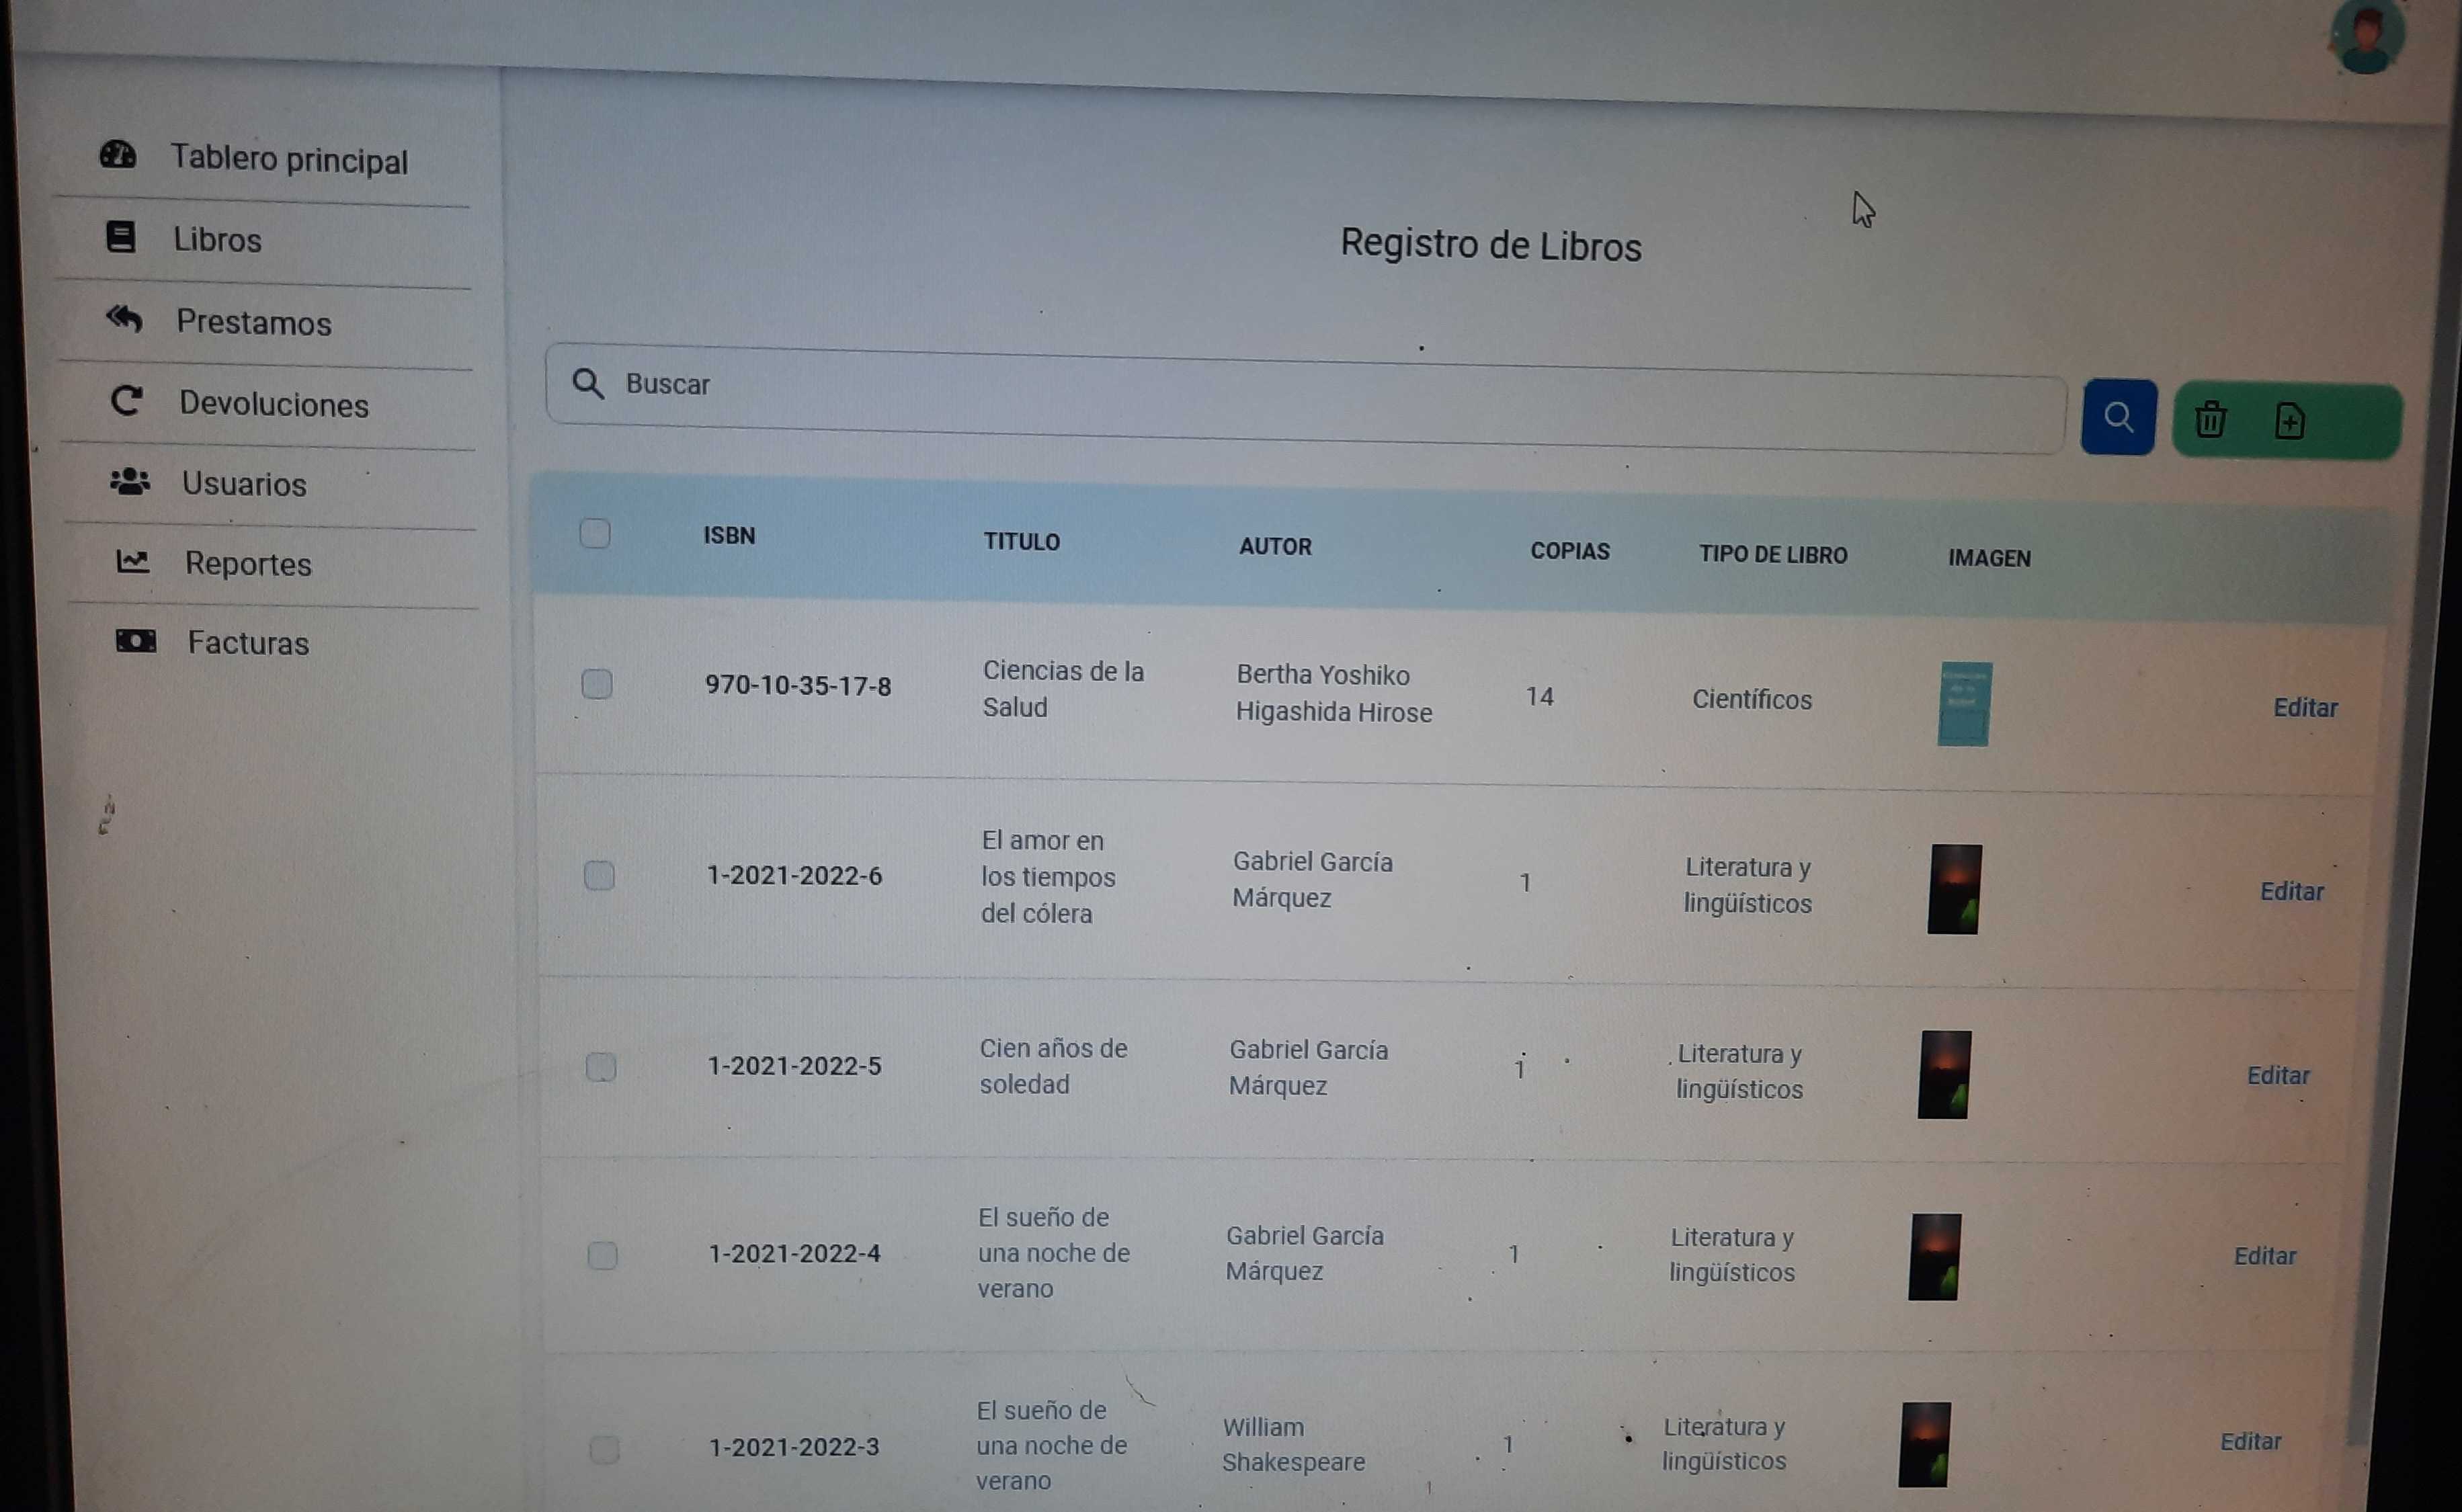 Tablero principal
Libros
Prestamos
Devoluciones
Usuarios
Reportes
Facturas
Registro de Libros
Buscar
ISBN TITULO AUTOR COPIAS TIPO DE LIBRO IMAGEN
970-10-35-17-8
Ciencias de la
Salud
Bertha Yoshiko
Higashida Hirose
14
Científicos
Editar
1-2021-2022-6
El amor en
los tiempos
del cólera
Gabriel García
Márquez
1
Literatura y
lingüísticos
Editar
1-2021-2022-5
Cien años de
soledad
Gabriel García
Márquez
1
Literatura y
lingüísticos
Editar
1-2021-2022-4
El sueño de
una noche de
verano
Gabriel García
Márquez
1
Literatura y
lingüísticos
Editar
1-2021-2022-3
El sueño de
una noche de
verano
William
Shakespeare
1
Literatura y
lingüísticos
Editar